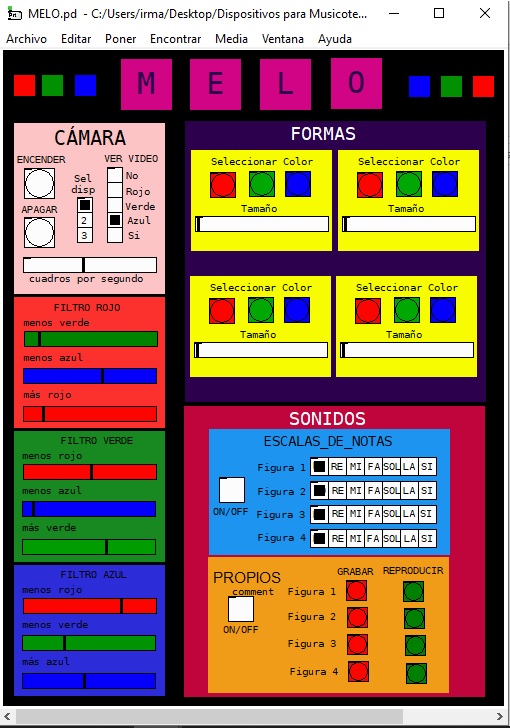 MELO.pd - C:/Users/irma/Desktop/Dispositivos para Musicote...
Archivo Editar Poner Encontrar Media Ventana Ayuda
M E L O
CÁMARA
ENCENDER
APAGAR
Sel
disp
2
3
VER VIDEO
No
Rojo
Verde
Azul
Si
cuadros por segundo
FILTRO ROJO
menos verde
menos azul
más rojo
FILTRO VERDE
menos rojo
menos azul
más verde
FILTRO AZUL
menos rojo
menos verde
más azul
FORMAS
Seleccionar Color
Tamaño
Seleccionar Color
Tamaño
Seleccionar Color
Tamaño
Seleccionar Color
Tamaño
SONIDOS
ESCALAS_DE_NOTAS
ON/OFF
Figura 1 RE MI FA SOL LA SI
Figura 2 RE MI FA SOL LA SI
Figura 3 RE MI FA SOL LA SI
Figura 4 RE MI FA SOL LA SI
PROPIOS
comment
ON/OFF
GRABAR REPRODUCIR
Figura 1
Figura 2
Figura 3
Figura 4